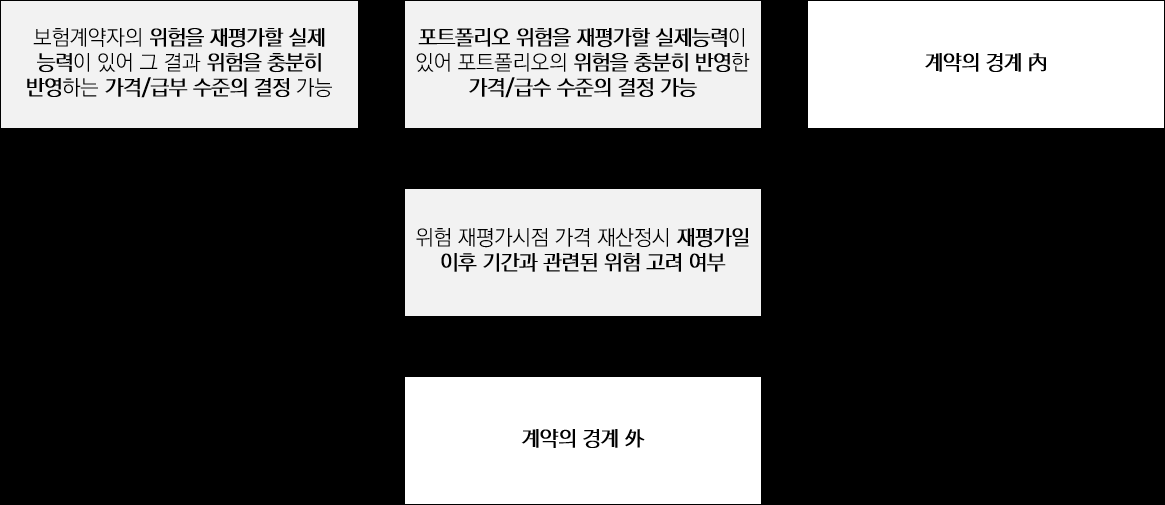 보험계약자의 위험을 재평가할 실제
능력이 있어 그 결과 위험을 충분히
반영하는 가격/급부 수준의 결정 가능
포트폴리오 위험을 재평가할 실제능력이
있어 포트폴리오의 위험을 충분히 반영한
가격/급수 수준의 결정 가능
계약의 경계 內
위험 재평가시점 가격 재산정시 재평가일
이후 기간과 관련된 위험 고려 여부
계약의 경계 外